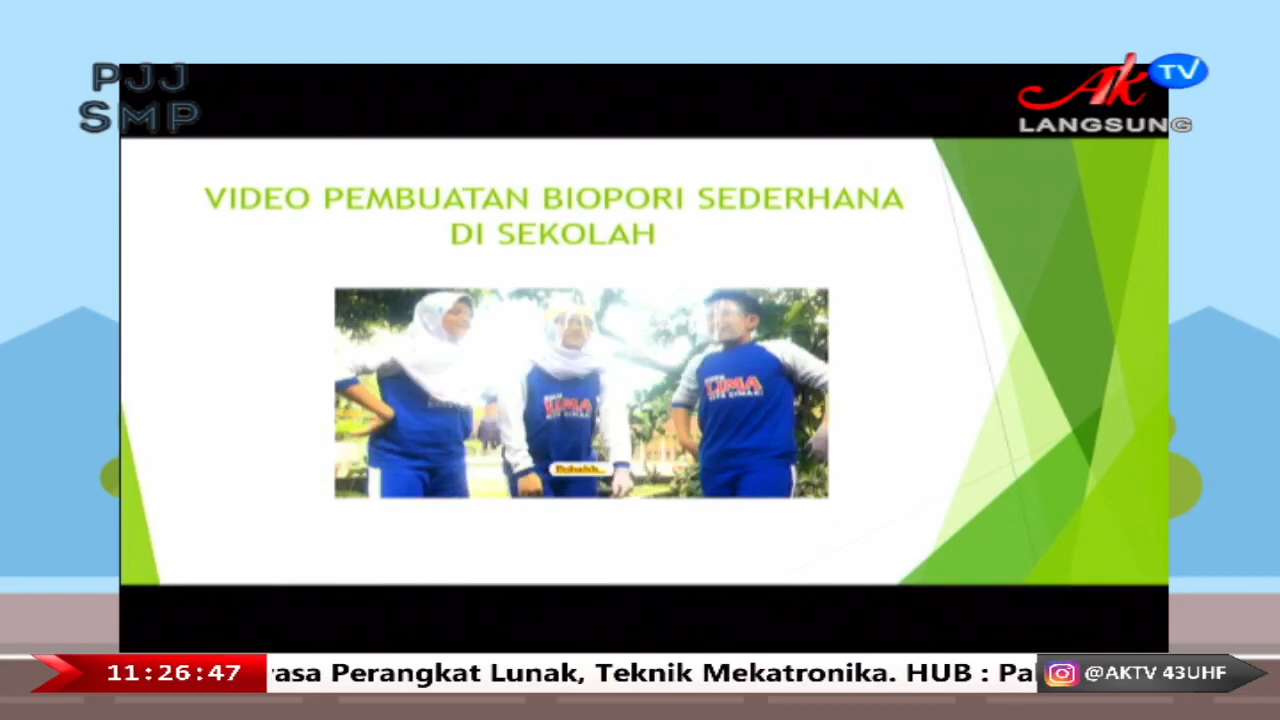 PJJ
SMP
Ak TV
LANGSUNG
VIDEO PEMBUATAN BIOPORI SEDERHANA
DI SEKOLAH
LIMA
LIMA
11:26:47
asa Perangkat Lunak, Teknik Mekatronika. HUB : Pa
@AKTV 43UHF